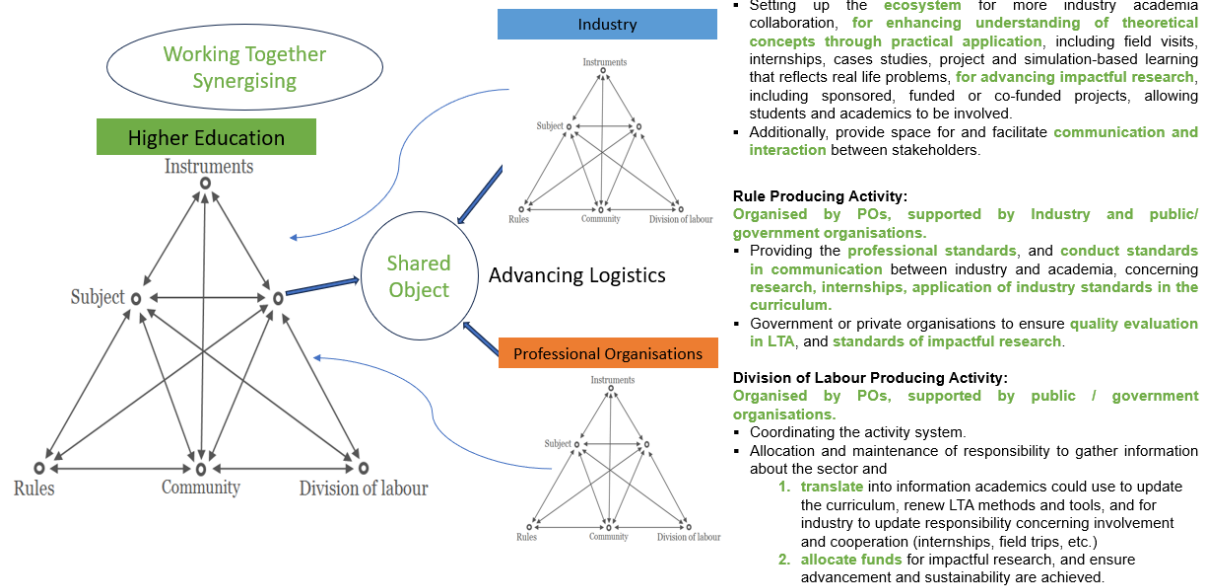 Working Together
Synergising
Higher Education
Instruments
Subject
Rules
Community
Division of labour
Industry
Instruments
Subject
Rules
Community
Division of labour
Shared
Object
Advancing Logistics
Professional Organisations
Instruments
Subject
Rules
Community
Division of labour
▪ Setting up the ecosystem for more industry academia
collaboration, for enhancing understanding of theoretical
concepts through practical application, including field visits,
internships, cases studies, project and simulation-based learning
that reflects real life problems, for advancing impactful research,
including sponsored, funded or co-funded projects, allowing
students and academics to be involved.
▪ Additionally, provide space for and facilitate communication and
interaction between stakeholders.
Rule Producing Activity:
Organised by POs, supported by Industry and public/
government organisations.
▪ Providing the professional standards, and conduct standards
in communication between industry and academia, concerning
research, internships, application of industry standards in the
curriculum.
▪ Government or private organisations to ensure quality evaluation
in LTA, and standards of impactful research.
Division of Labour Producing Activity:
Organised by POs, supported by public / government
organisations.
▪ Coordinating the activity system.
▪ Allocation and maintenance of responsibility to gather information
about the sector and
1. translate into information academics could use to update
the curriculum, renew LTA methods and tools, and for
industry to update responsibility concerning involvement
and cooperation (internships, field trips, etc.)
2. allocate funds for impactful research, and ensure
advancement and sustainability are achieved.